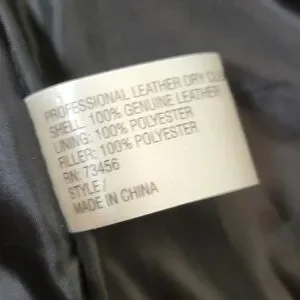 PROFESSIONAL LEATHER DRY CLE
SHELL: 100% GENUINE LEATHER
LINING: 100% POLYESTER
FILLER: 100% POLYESTER
RN: 73456
STYLE/
MADE IN CHINA